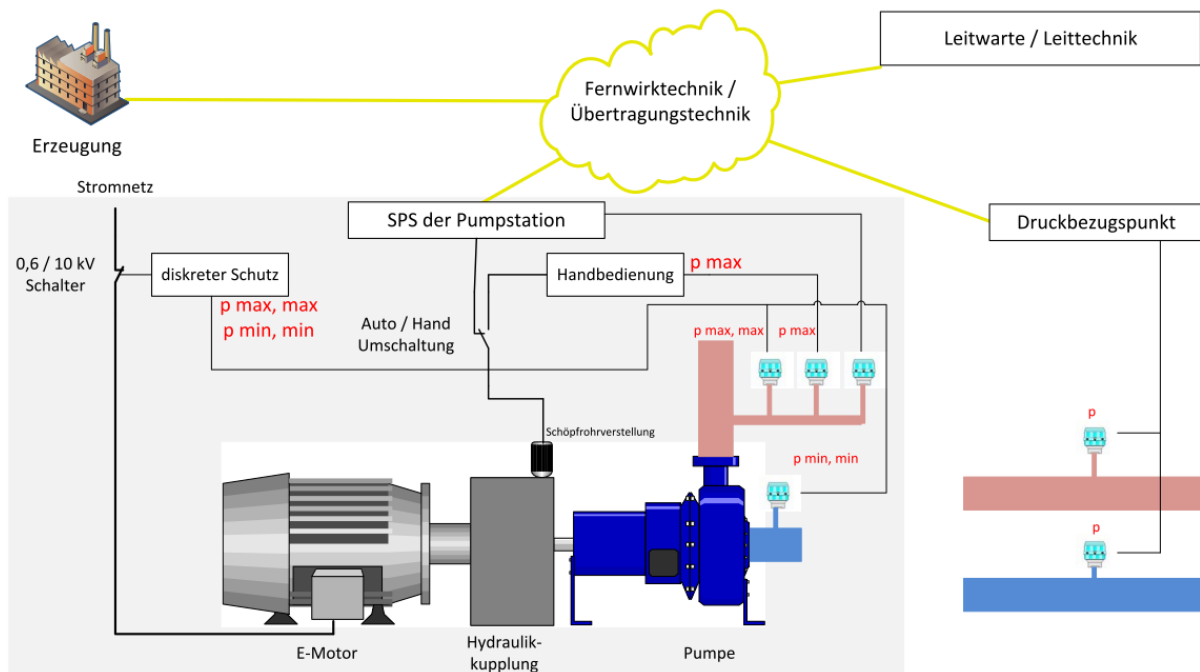 Leitwarte / Leittechnik
Fernwirktechnik /
Übertragungstechnik
Erzeugung
Stromnetz
SPS der Pumpstation
Druckbezugspunkt
0,6 / 10 kV
Schalter
diskreter Schutz
Handbedienung
p max
p max, max
p min, min
Auto / Hand
Umschaltung
p max, max
p max
Schöpfrohrverstellung
p min, min
p
p
E-Motor
Hydraulik-
kupplung
Pumpe